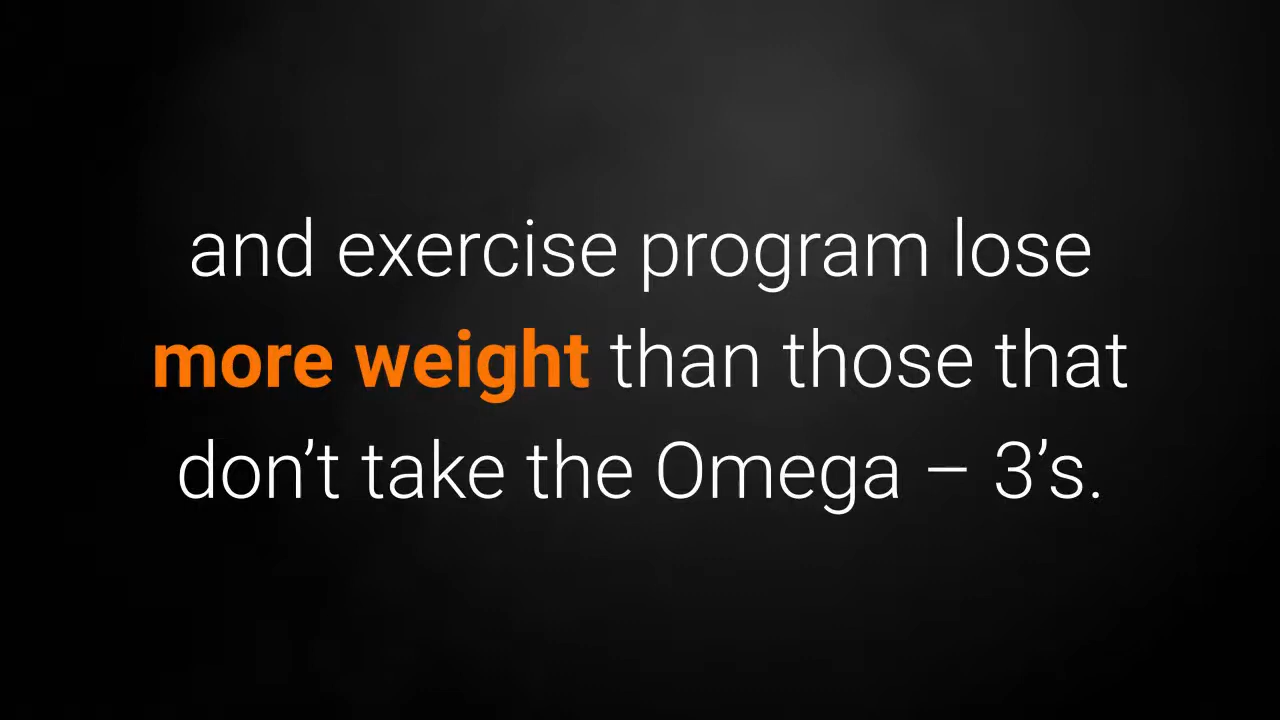 and exercise program lose
more weight than those that
don’t take the Omega – 3’s.